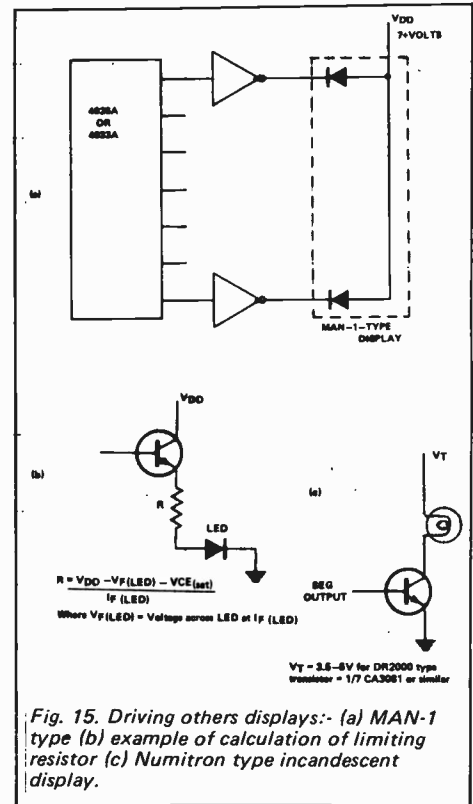 VDD
7+VOLTS
4026A
OR
4033A
(a)
MAN-1-TYPE
DISPLAY
VDD
(b)
R
LED
R = VDD -VF(LED) - VCE(sat)
IF (LED)
Where VF(LED) = Voltage across LED at IF (LED)
VT
SEG
OUTPUT
VT = 3.5-5V for DR2000 type
transistor = 1/7 CA3081 or similar
Fig. 15. Driving others displays:- (a) MAN-1
type (b) example of calculation of limiting
resistor (c) Numitron type incandescent
display.